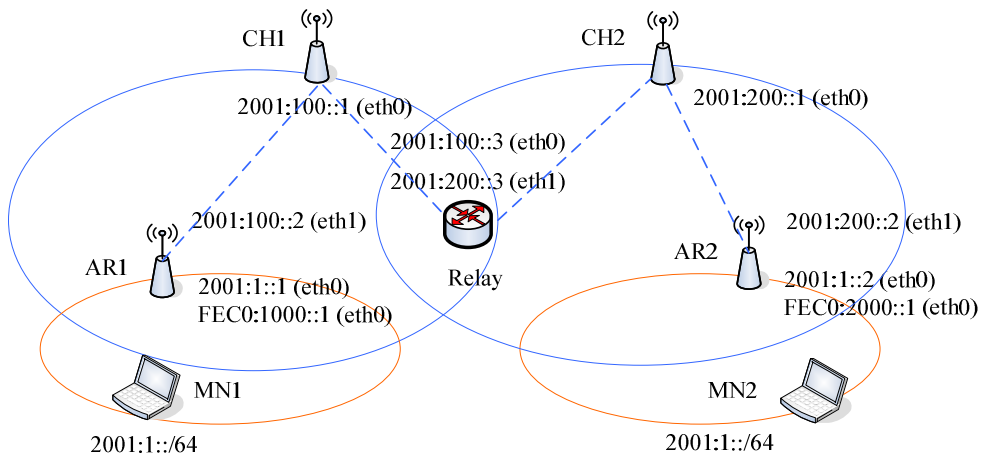 CH1
CH2
2001:100::1 (eth0)
2001:200::1 (eth0)
2001:100::3 (eth0)
2001:200::3 (eth1)
2001:100::2 (eth1)
2001:200::2 (eth1)
AR1
Relay
AR2
2001:1::1 (eth0)
FEC0:1000::1 (eth0)
2001:1::2 (eth0)
FEC0:2000::1 (eth0)
MN1
MN2
2001:1::/64
2001:1::/64